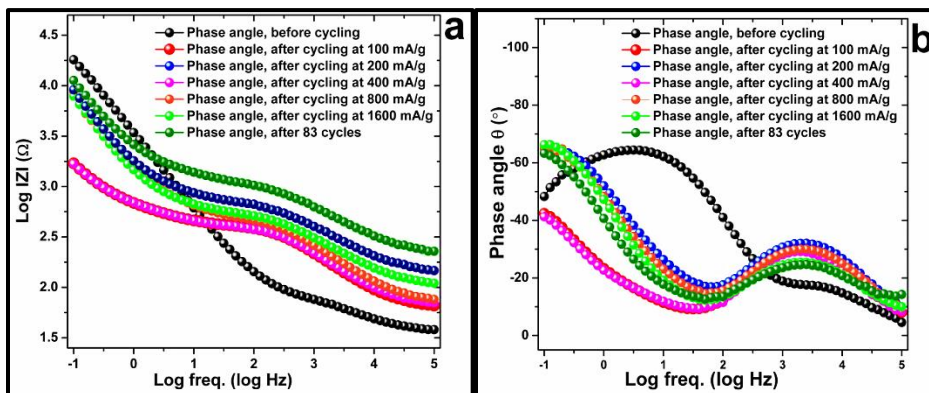 a
4.5
4.0
3.5
3.0
2.5
2.0
1.5
Log IZI (Ω)
Phase angle, before cycling
Phase angle, after cycling at 100 mA/g
Phase angle, after cycling at 200 mA/g
Phase angle, after cycling at 400 mA/g
Phase angle, after cycling at 800 mA/g
Phase angle, after cycling at 1600 mA/g
Phase angle, after 83 cycles
-1 0 1 2 3 4 5
Log freq. (log Hz)
b
-100
-80
-60
-40
-20
0
Phase angle θ (°)
Phase angle, before cycling
Phase angle, after cycling at 100 mA/g
Phase angle, after cycling at 200 mA/g
Phase angle, after cycling at 400 mA/g
Phase angle, after cycling at 800 mA/g
Phase angle, after cycling at 1600 mA/g
Phase angle, after 83 cycles
-1 0 1 2 3 4 5
Log freq. (log Hz)